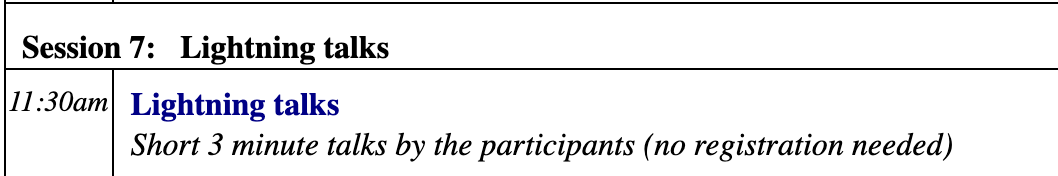 Session 7: Lightning talks
11:30am Lightning talks
Short 3 minute talks by the participants (no registration needed)